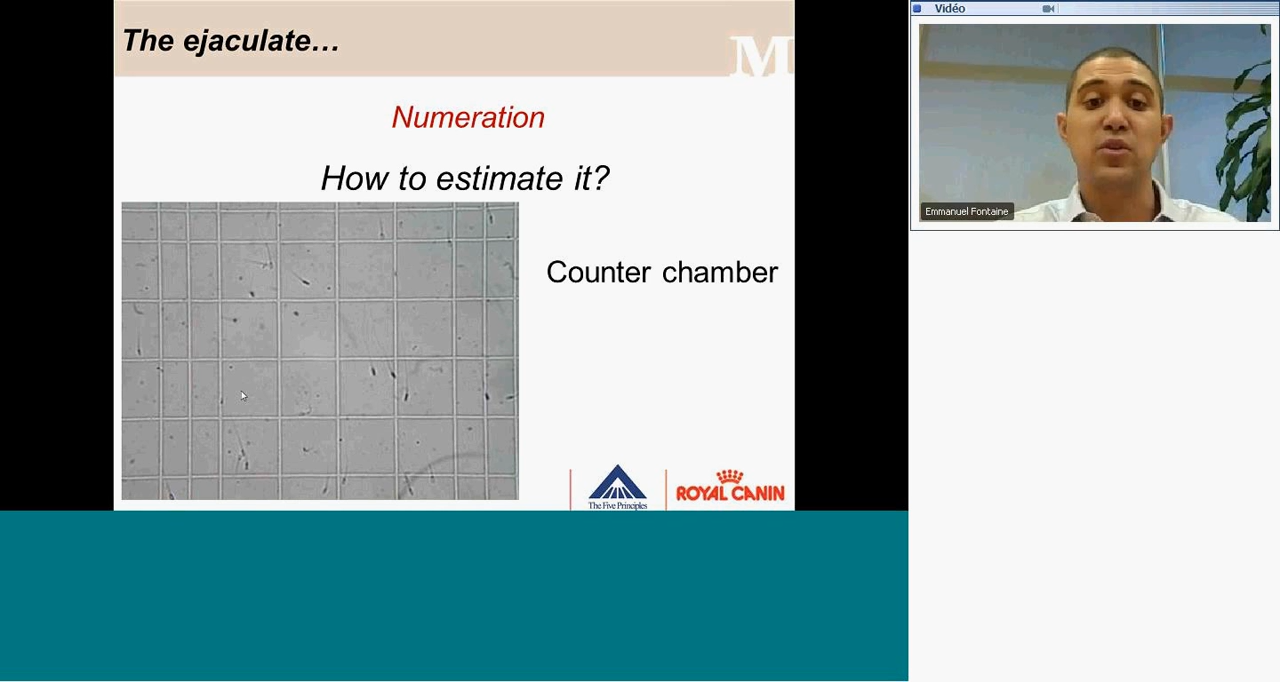 The ejaculate…
M
Numeration
How to estimate it?
Counter chamber
The Five Principles
ROYAL CANIN
Vidéo
Emmanuel Fontaine